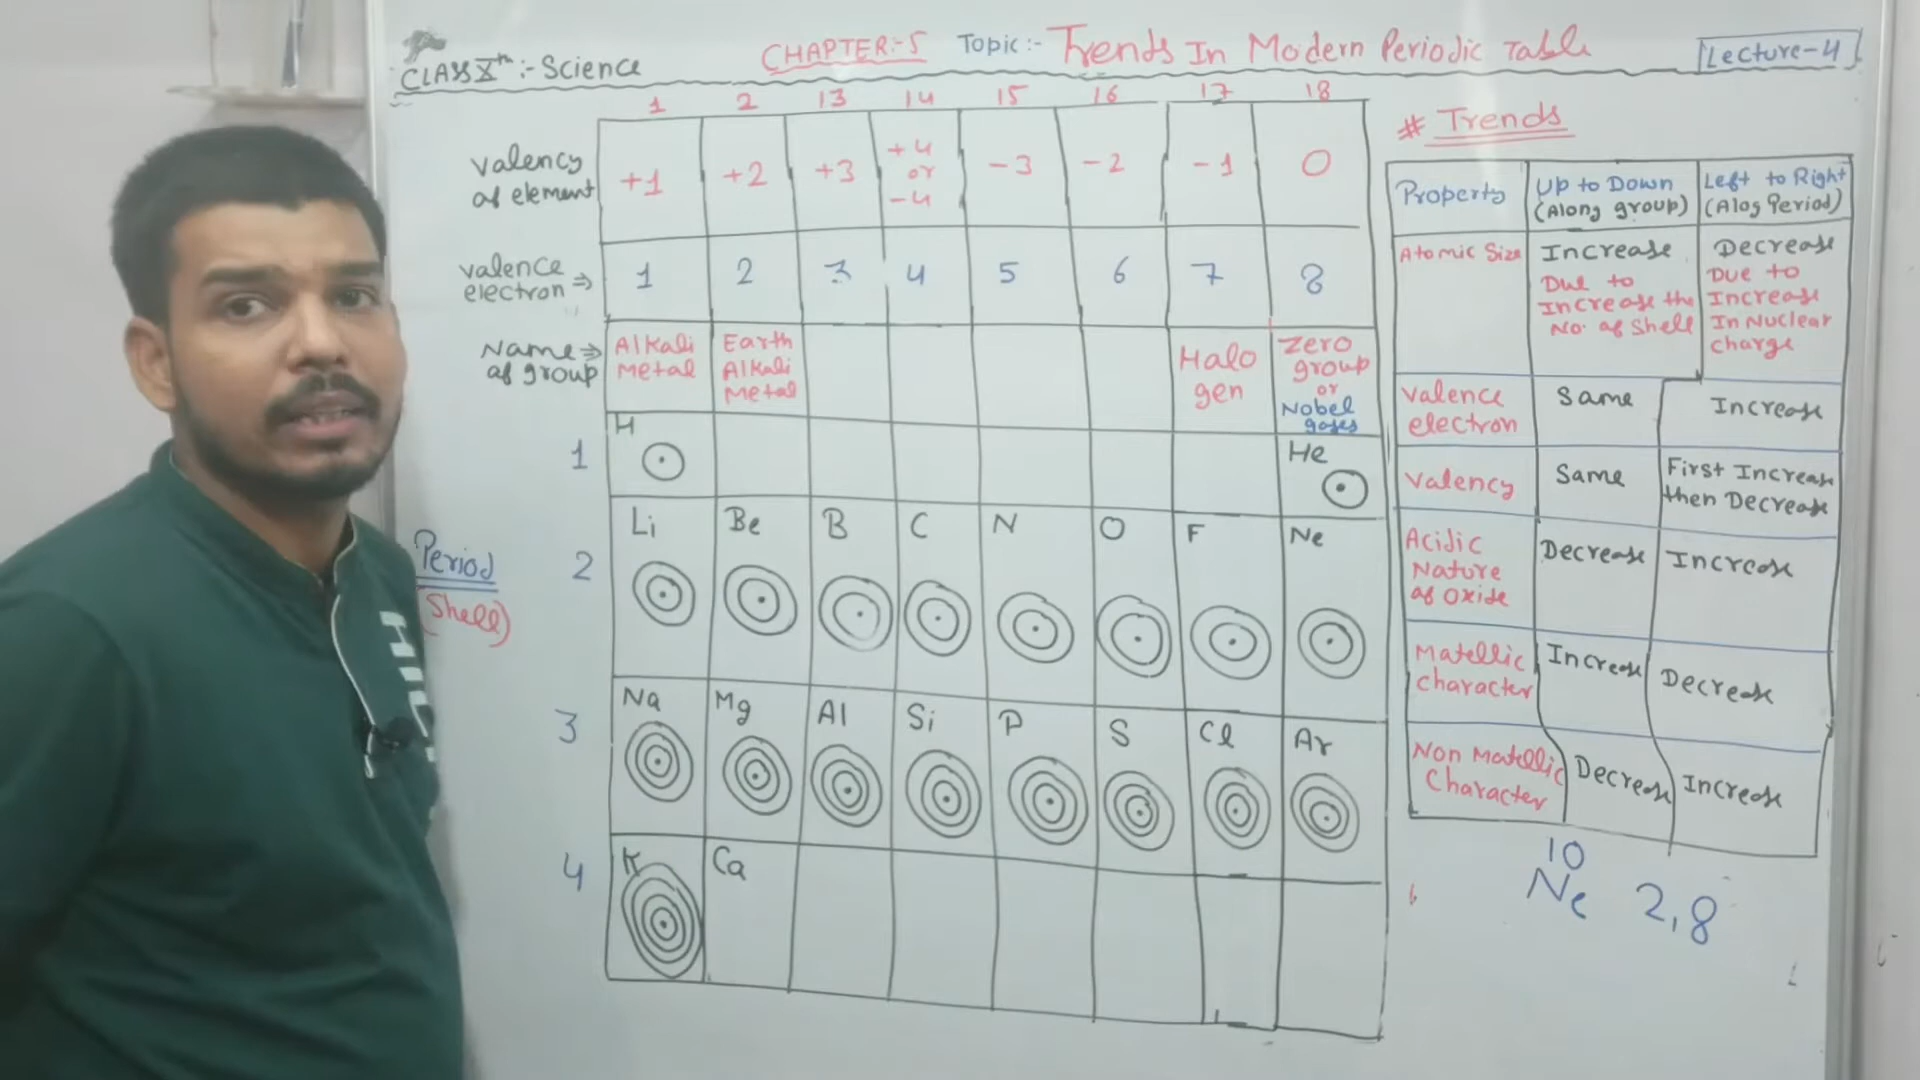 CLASS Xth :- Science
CHAPTER:-5 Topic:- Trends In Modern Periodic Table
Lecture-4
1 2 13 14 15 16 17 18
Valency of element +1 +2 +3 +4 or -4 -3 -2 -1 0
Valence electron ⇒ 1 2 3 4 5 6 7 8
Name of group ⇒ Alkali Metal Earth Alkali Metal Halogen Zero group or Nobel gases
Period
(Shell)
1 H He
2 Li Be B C N O F Ne
3 Na Mg Al Si P S Cl Ar
4 K Ca
# Trends
Property Up to Down (Along group) Left to Right (Alog Period)
Atomic Size Increase Due to Increase the No. of Shell Decrease Due to Increase In Nuclear charge
Valence electron Same Increase
Valency Same First Increase then Decrease
Acidic Nature of Oxide Decrease Increase
Matellic character Increase Decrease
Non Matellic Character Decrease Increase
10
Ne 2,8